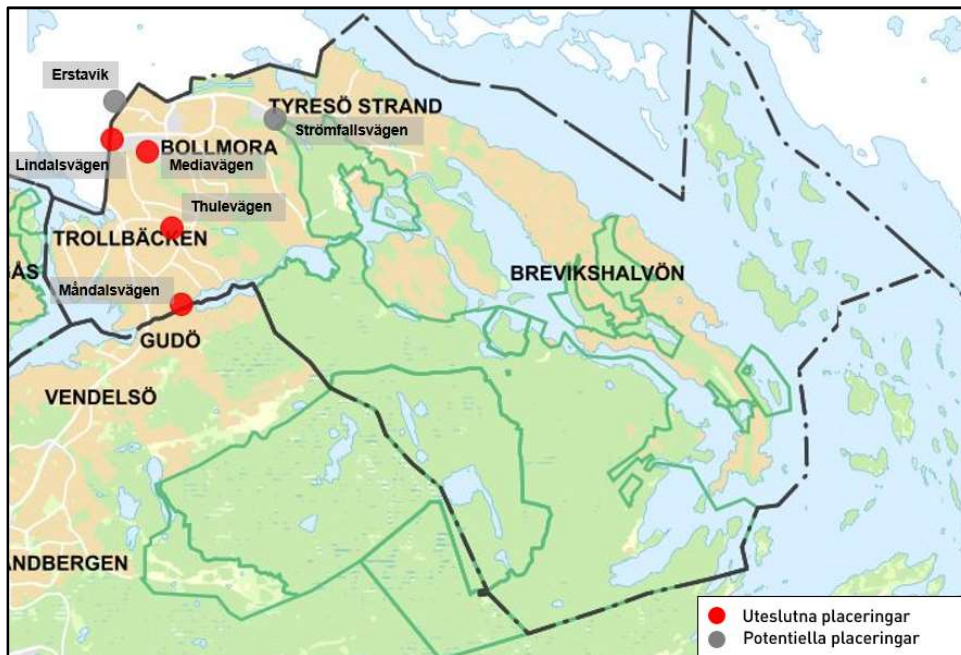 Erstavik
TYRESÖ STRAND
Strömfallsvägen
BOLLMORA
Lindalsvägen
Mediavägen
Thulevägen
TROLLBÄCKEN
ÅS
BREVIKSHALVÖN
Måndalsvägen
GUDÖ
VENDELSÖ
ANDBERGEN
Uteslutna placeringar
Potentiella placeringar